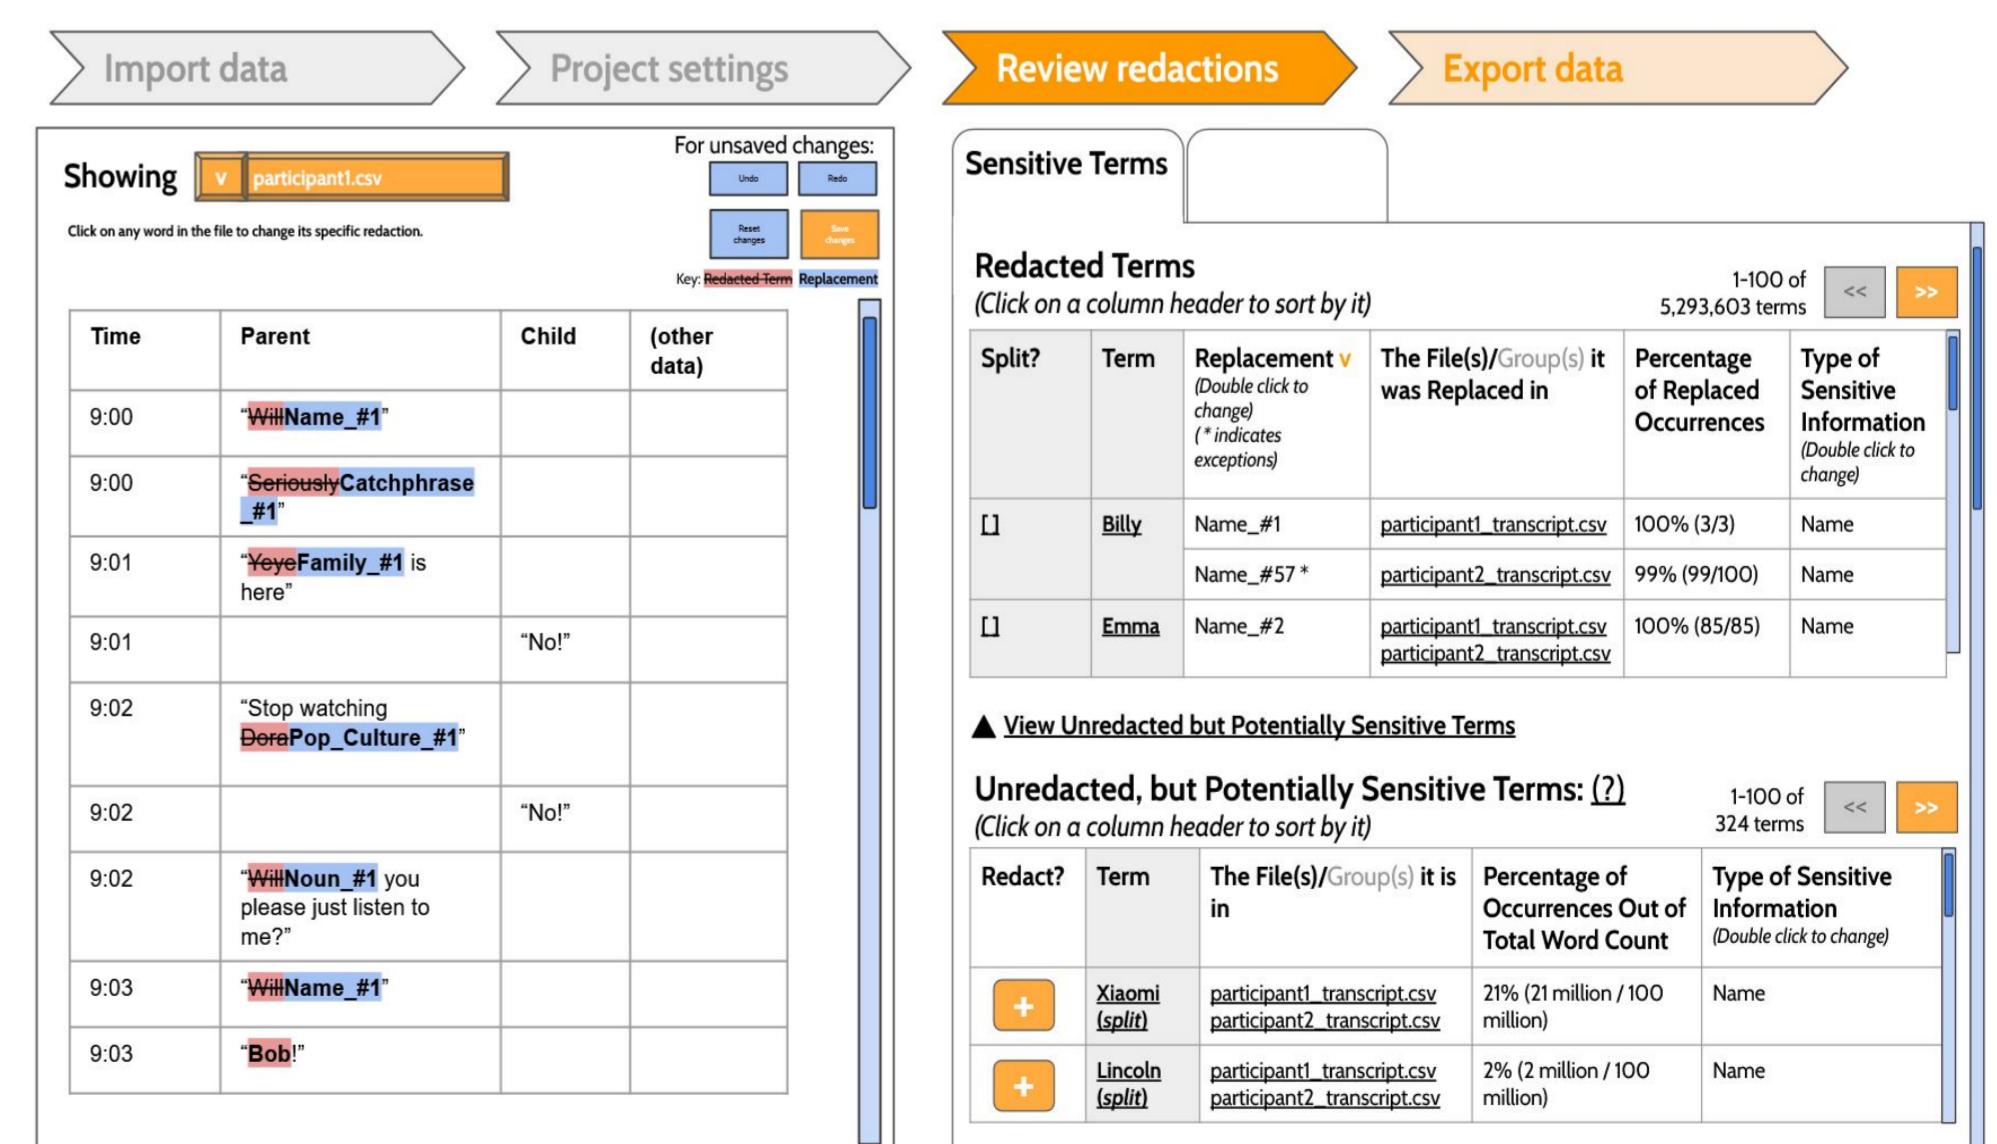 Import data
Project settings
Review redactions
Export data
Showing
v participant1.csv
For unsaved changes:
Undo
Redo
Click on any word in the file to change its specific redaction.
Reset
changes
Save
changes
Key: Redacted Term Replacement
Time
Parent
Child
(other
data)
9:00
“WillName_#1”
9:00
“SeriouslyCatchphrase
_#1”
9:01
“YeyeFamily_#1 is
here”
9:01
“No!”
9:02
“Stop watching
DoraPop_Culture_#1”
9:02
“No!”
9:02
“WillNoun_#1 you
please just listen to
me?”
9:03
“WillName_#1”
9:03
“Bob!”
Sensitive Terms
Redacted Terms
(Click on a column header to sort by it)
1-100 of
5,293,603 terms
<<
>>
Split?
Term
Replacement v
(Double click to
change)
( * indicates
exceptions)
The File(s)/Group(s) it
was Replaced in
Percentage
of Replaced
Occurrences
Type of
Sensitive
Information
(Double click to
change)
[]
Billy
Name_#1
participant1_transcript.csv
100% (3/3)
Name
Name_#57 *
participant2_transcript.csv
99% (99/100)
Name
[]
Emma
Name_#2
participant1_transcript.csv
participant2_transcript.csv
100% (85/85)
Name
▲ View Unredacted but Potentially Sensitive Terms
Unredacted, but Potentially Sensitive Terms: (?)
(Click on a column header to sort by it)
1-100 of
324 terms
<<
>>
Redact?
Term
The File(s)/Group(s) it is
in
Percentage of
Occurrences Out of
Total Word Count
Type of Sensitive
Information
(Double click to change)
+
Xiaomi
(split)
participant1_transcript.csv
participant2_transcript.csv
21% (21 million / 100
million)
Name
+
Lincoln
(split)
participant1_transcript.csv
participant2_transcript.csv
2% (2 million / 100
million)
Name